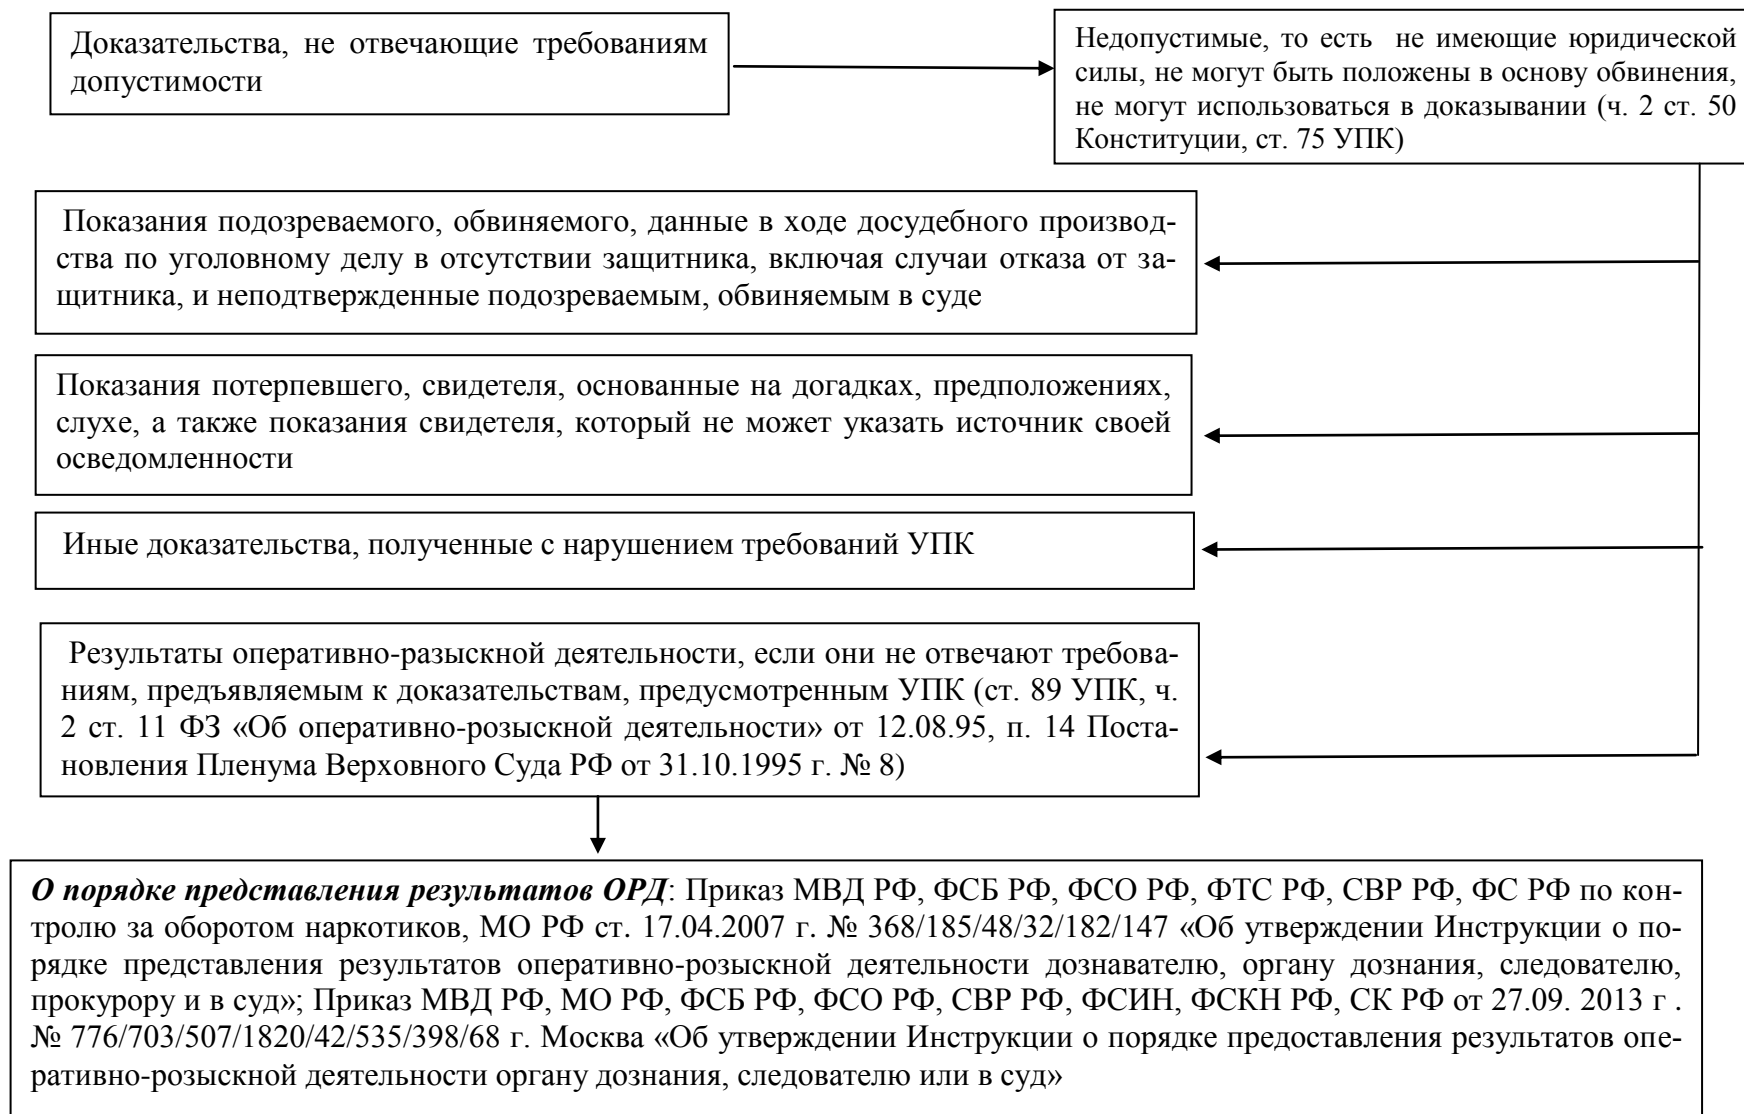 Доказательства, не отвечающие требованиям
допустимости
Недопустимые, то есть не имеющие юридической
силы, не могут быть положены в основу обвинения,
не могут использоваться в доказывании (ч. 2 ст. 50
Конституции, ст. 75 УПК)
Показания подозреваемого, обвиняемого, данные в ходе досудебного производ-
ства по уголовному делу в отсутствии защитника, включая случаи отказа от за-
щитника, и неподтвержденные подозреваемым, обвиняемым в суде
Показания потерпевшего, свидетеля, основанные на догадках, предположениях,
слухе, а также показания свидетеля, который не может указать источник своей
осведомленности
Иные доказательства, полученные с нарушением требований УПК
Результаты оперативно-разыскной деятельности, если они не отвечают требова-
ниям, предъявляемым к доказательствам, предусмотренным УПК (ст. 89 УПК, ч.
2 ст. 11 ФЗ «Об оперативно-розыскной деятельности» от 12.08.95, п. 14 Поста-
новления Пленума Верховного Суда РФ от 31.10.1995 г. № 8)
О порядке представления результатов ОРД: Приказ МВД РФ, ФСБ РФ, ФСО РФ, ФТС РФ, СВР РФ, ФС РФ по кон-
тролю за оборотом наркотиков, МО РФ ст. 17.04.2007 г. № 368/185/48/32/182/147 «Об утверждении Инструкции о по-
рядке представления результатов оперативно-розыскной деятельности дознавателю, органу дознания, следователю,
прокурору и в суд»; Приказ МВД РФ, МО РФ, ФСБ РФ, ФСО РФ, СВР РФ, ФСИН, ФСКН РФ, СК РФ от 27.09. 2013 г .
№ 776/703/507/1820/42/535/398/68 г. Москва «Об утверждении Инструкции о порядке предоставления результатов опе-
ративно-розыскной деятельности органу дознания, следователю или в суд»